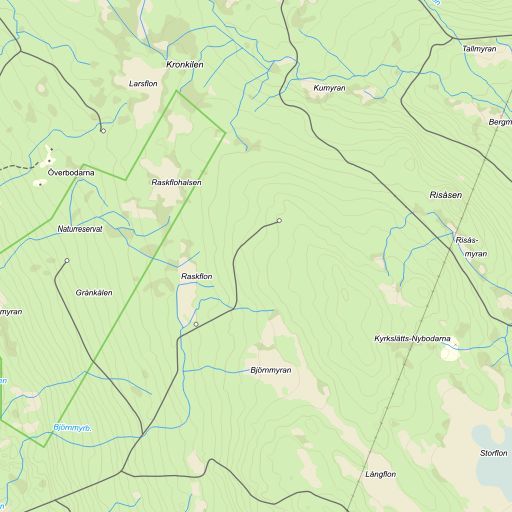 Tallmyran
Kronkilen
Larsflon
Kumyran
Bergm
Överbodarna
Raskflohalsen
Risåsen
Naturreservat
Risås-
myran
Raskflon
Gränkälen
myran
Kyrkslätts-Nybodarna
Björnmyran
en
Björnmyrb.
Storflon
Långflon